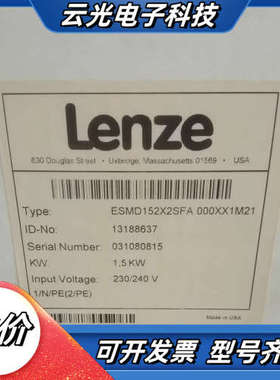 云光电子科技
Lenze
630 Douglas Street • Uxbridge, Massachusetts 01569 • USA
Type: ESMD152X2SFA 000XX1M21
ID-No: 13188637
Serial Number: 031080815
KW: 1,5 KW
Input Voltage: 230/240 V
1/N/PE(2/PE)
Made in USA
价
可开发票 型号齐